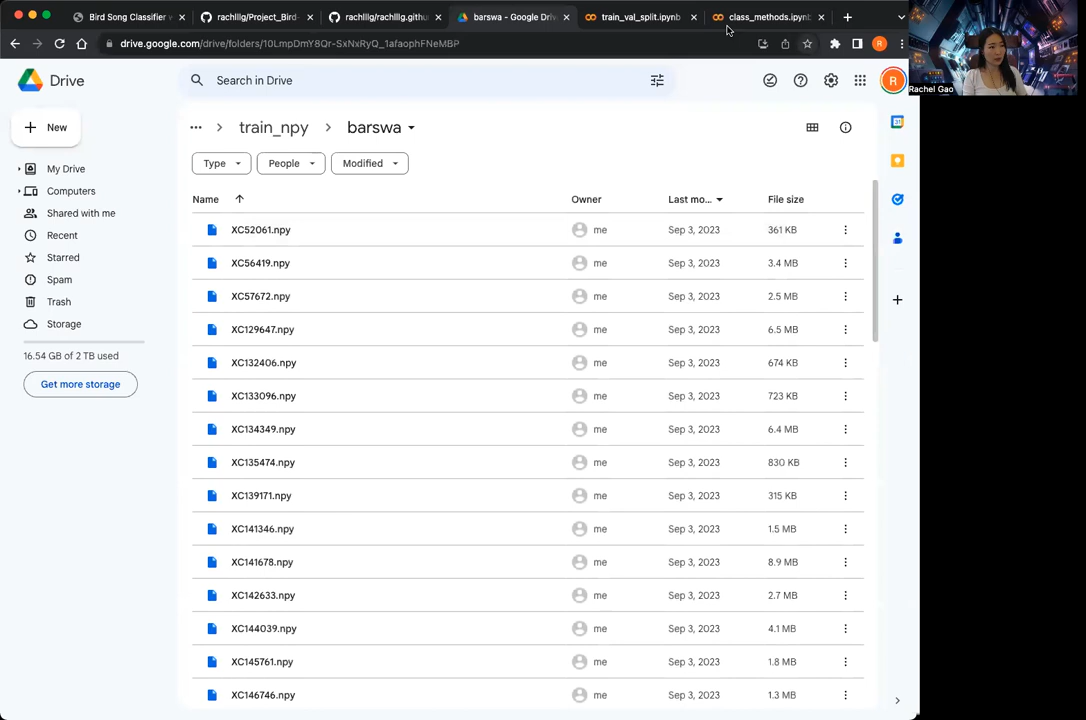 Bird Song Classifier w
rachlllg/Project_Bird-
rachlllg/rachlllg.githu
barswa - Google Driv
train_val_split.ipynb
class_methods.ipynb
drive.google.com/drive/folders/10LmpDmY8Qr-SxNxRyQ_1afaophFNeMBP
R
Rachel Gao
Drive
Search in Drive
R
New
train_npy
barswa
31
Type
People
Modified
My Drive
Computers
Shared with me
Recent
Starred
Spam
Trash
Storage
16.54 GB of 2 TB used
Get more storage
Name Owner Last mo... File size
XC52061.npy me Sep 3, 2023 361 KB
XC56419.npy me Sep 3, 2023 3.4 MB
XC57672.npy me Sep 3, 2023 2.5 MB
XC129647.npy me Sep 3, 2023 6.5 MB
XC132406.npy me Sep 3, 2023 674 KB
XC133096.npy me Sep 3, 2023 723 KB
XC134349.npy me Sep 3, 2023 6.4 MB
XC135474.npy me Sep 3, 2023 830 KB
XC139171.npy me Sep 3, 2023 315 KB
XC141346.npy me Sep 3, 2023 1.5 MB
XC141678.npy me Sep 3, 2023 8.9 MB
XC142633.npy me Sep 3, 2023 2.7 MB
XC144039.npy me Sep 3, 2023 4.1 MB
XC145761.npy me Sep 3, 2023 1.8 MB
XC146746.npy me Sep 3, 2023 1.3 MB